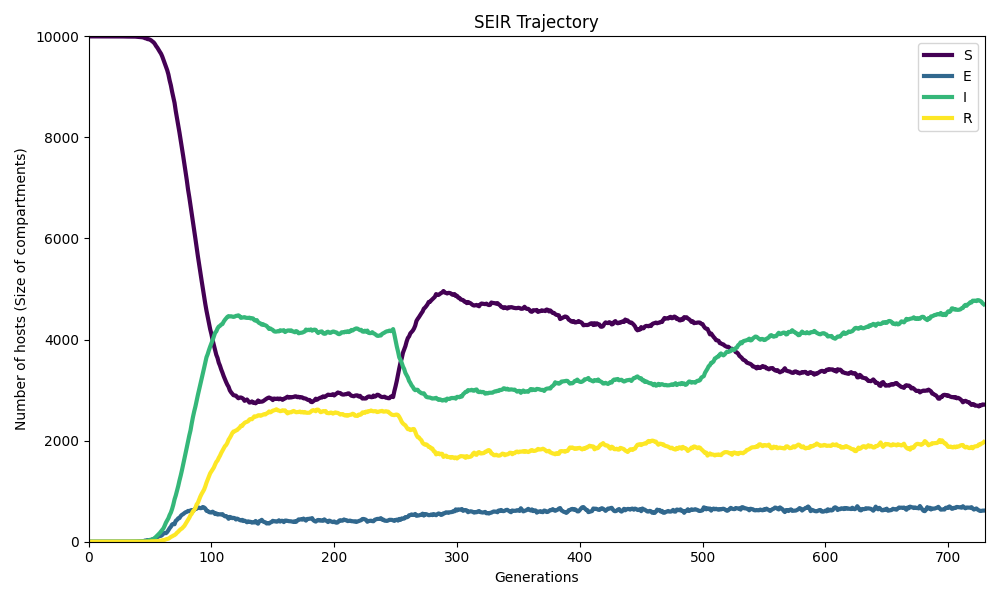 SEIR Trajectory
Number of hosts (Size of compartments)
10000
8000
6000
4000
2000
0
S
E
I
R
0 100 200 300 400 500 600 700
Generations